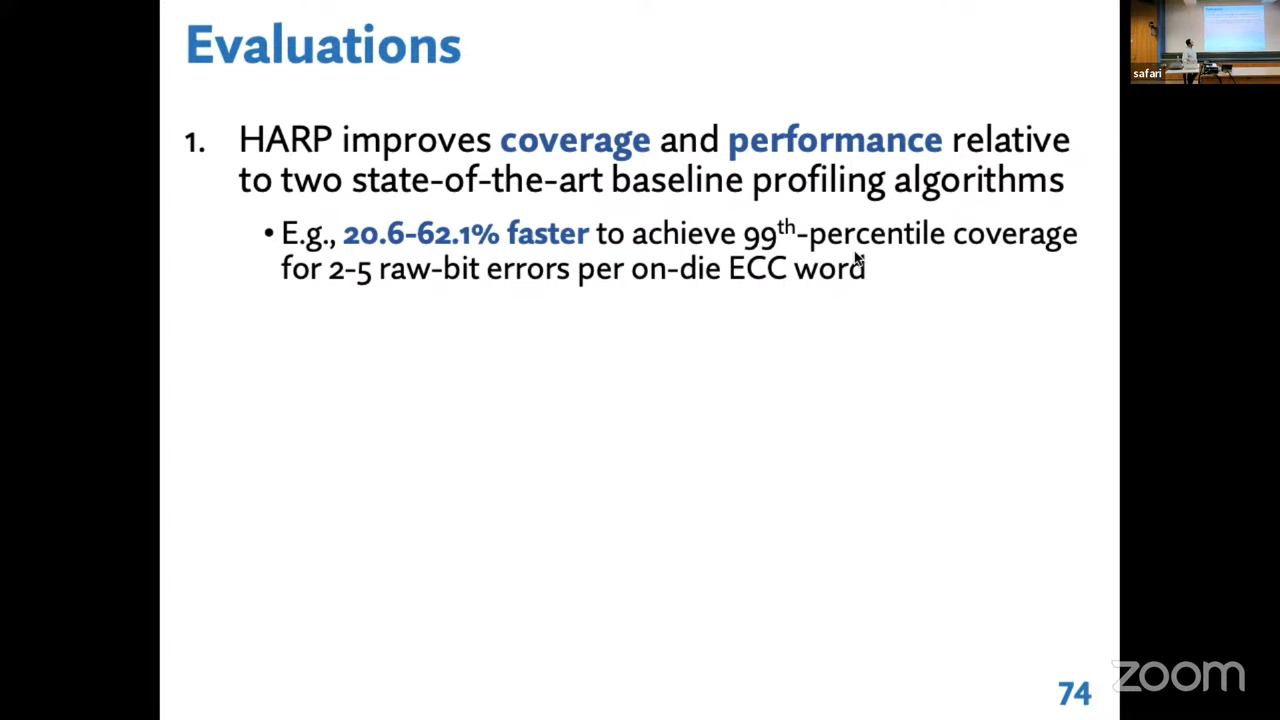 Evaluations
safari
1. HARP improves coverage and performance relative
to two state-of-the-art baseline profiling algorithms
• E.g., 20.6-62.1% faster to achieve 99th-percentile coverage
for 2-5 raw-bit errors per on-die ECC word
74
zoom